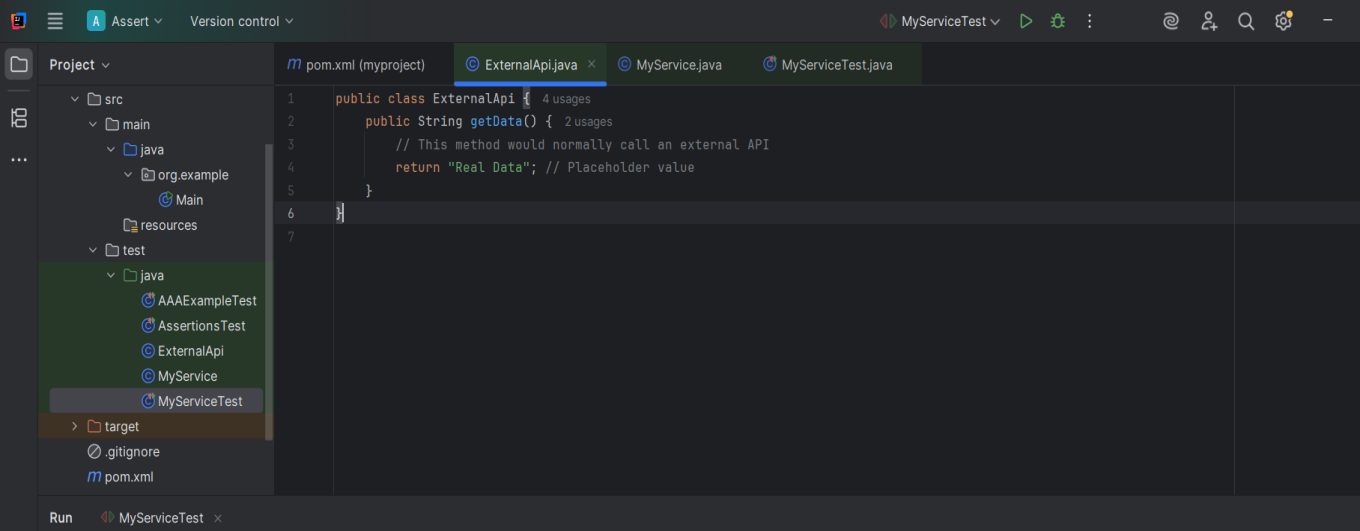 A Assert Version control MyServiceTest
Project
pom.xml (myproject) ExternalApi.java MyService.java MyServiceTest.java
src
main
java
org.example
Main
resources
test
java
AAAExampleTest
AssertionsTest
ExternalApi
MyService
MyServiceTest
target
.gitignore
pom.xml
1 public class ExternalApi { 4 usages
2 public String getData() { 2 usages
3 // This method would normally call an external API
4 return "Real Data"; // Placeholder value
5 }
6 }
7
Run MyServiceTest